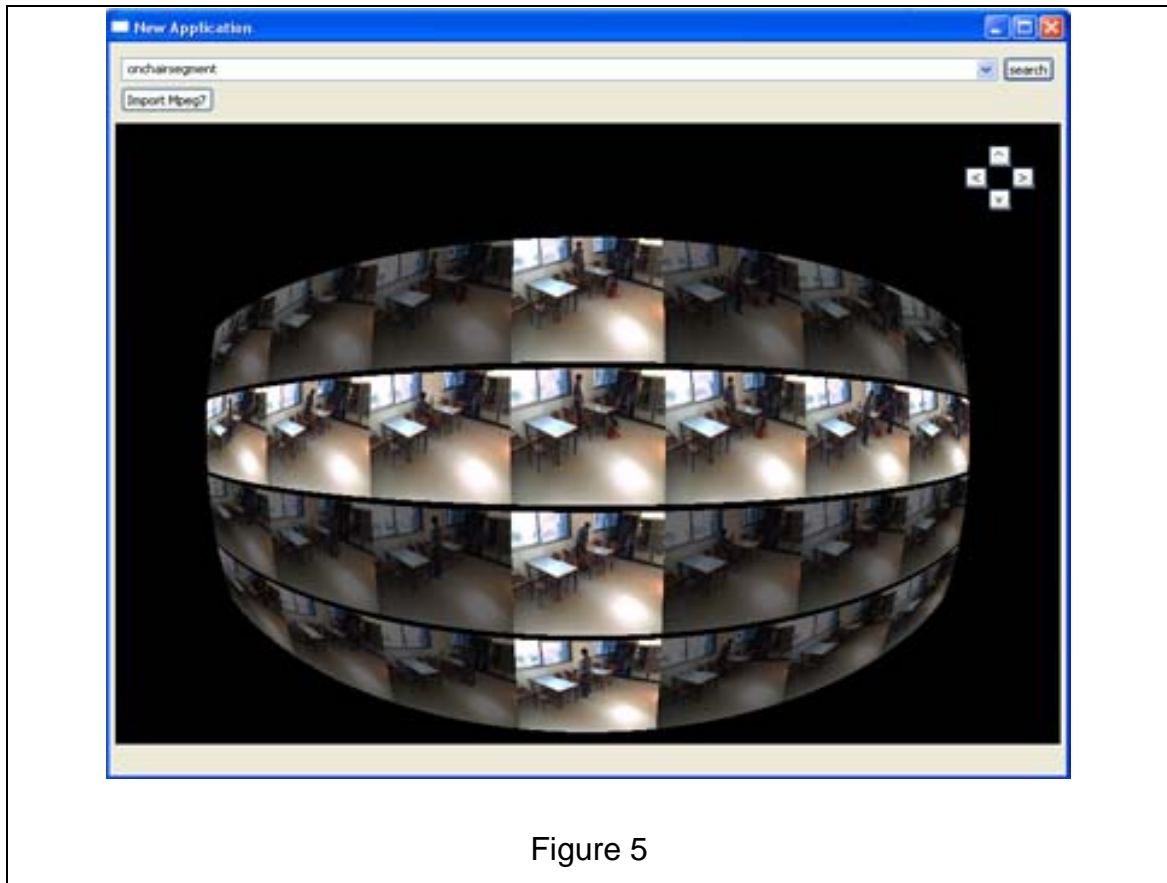 New Application
onchairsegment
search
Import Mpeg7
^
< >
v
Figure 5